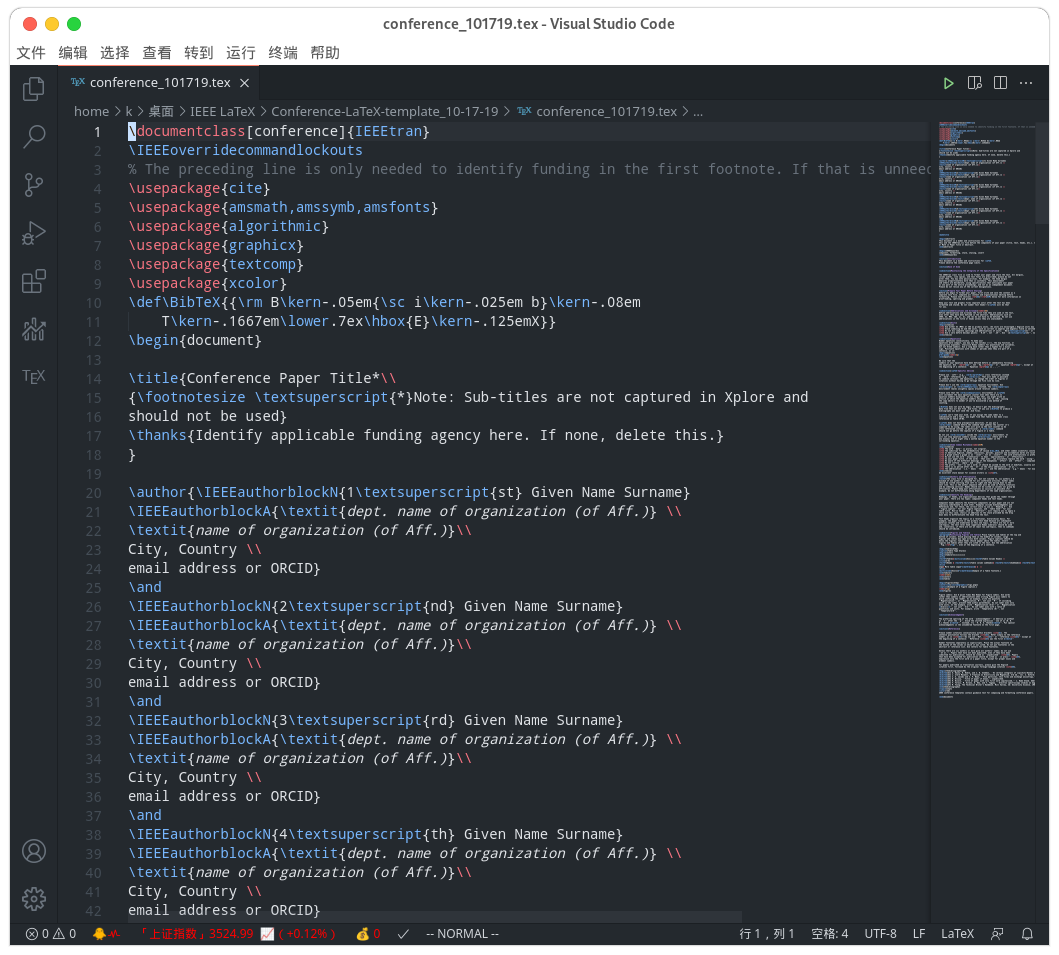 conference_101719.tex - Visual Studio Code
文件 编辑 选择 查看 转到 运行 终端 帮助
TEX conference_101719.tex ×
home > k > 桌面 > IEEE LaTeX > Conference-LaTeX-template_10-17-19 > TEX conference_101719.tex > ...
1 \documentclass[conference]{IEEEtran}
2 \IEEEoverridecommandlockouts
3 % The preceding line is only needed to identify funding in the first footnote. If that is unneed
4 \usepackage{cite}
5 \usepackage{amsmath,amssymb,amsfonts}
6 \usepackage{algorithmic}
7 \usepackage{graphicx}
8 \usepackage{textcomp}
9 \usepackage{xcolor}
10 \def\BibTeX{{\rm B\kern-.05em{\sc i\kern-.025em b}\kern-.08em
11 T\kern-.1667em\lower.7ex\hbox{E}\kern-.125emX}}
12 \begin{document}
13
14 \title{Conference Paper Title*\\
15 {\footnotesize \textsuperscript{*}Note: Sub-titles are not captured in Xplore and
16 should not be used}
17 \thanks{Identify applicable funding agency here. If none, delete this.}
18 }
19
20 \author{\IEEEauthorblockN{1\textsuperscript{st} Given Name Surname}
21 \IEEEauthorblockA{\textit{dept. name of organization (of Aff.)} \\
22 \textit{name of organization (of Aff.)}\\
23 City, Country \\
24 email address or ORCID}
25 \and
26 \IEEEauthorblockN{2\textsuperscript{nd} Given Name Surname}
27 \IEEEauthorblockA{\textit{dept. name of organization (of Aff.)} \\
28 \textit{name of organization (of Aff.)}\\
29 City, Country \\
30 email address or ORCID}
31 \and
32 \IEEEauthorblockN{3\textsuperscript{rd} Given Name Surname}
33 \IEEEauthorblockA{\textit{dept. name of organization (of Aff.)} \\
34 \textit{name of organization (of Aff.)}\\
35 City, Country \\
36 email address or ORCID}
37 \and
38 \IEEEauthorblockN{4\textsuperscript{th} Given Name Surname}
39 \IEEEauthorblockA{\textit{dept. name of organization (of Aff.)} \\
40 \textit{name of organization (of Aff.)}\\
41 City, Country \\
42 email address or ORCID}
TEX
0 0 「上证指数」3524.99 📈（+0.12%） 💰 0 -- NORMAL -- 行 1，列 1 空格: 4 UTF-8 LF LaTeX